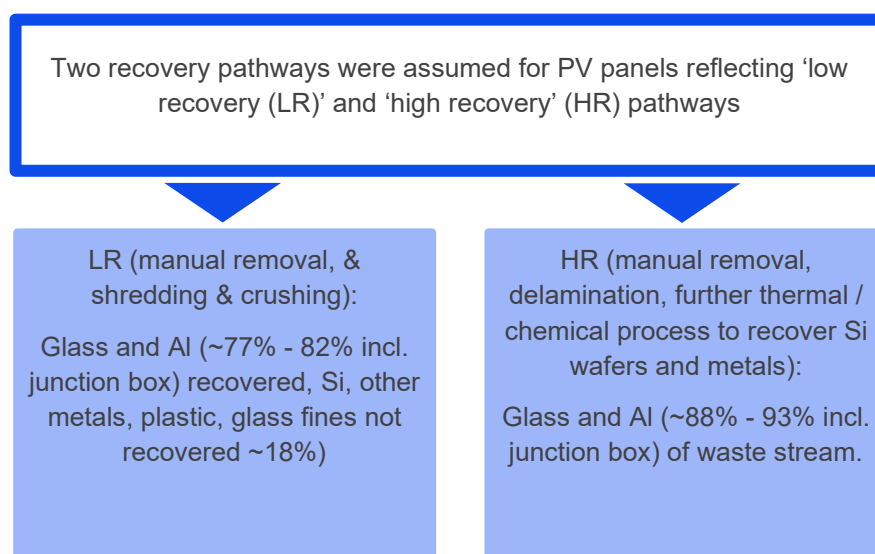 Two recovery pathways were assumed for PV panels reflecting ‘low
recovery (LR)’ and ‘high recovery’ (HR) pathways
LR (manual removal, &
shredding & crushing):
Glass and Al (~77% - 82% incl.
junction box) recovered, Si, other
metals, plastic, glass fines not
recovered ~18%)
HR (manual removal,
delamination, further thermal /
chemical process to recover Si
wafers and metals):
Glass and Al (~88% - 93% incl.
junction box) of waste stream.